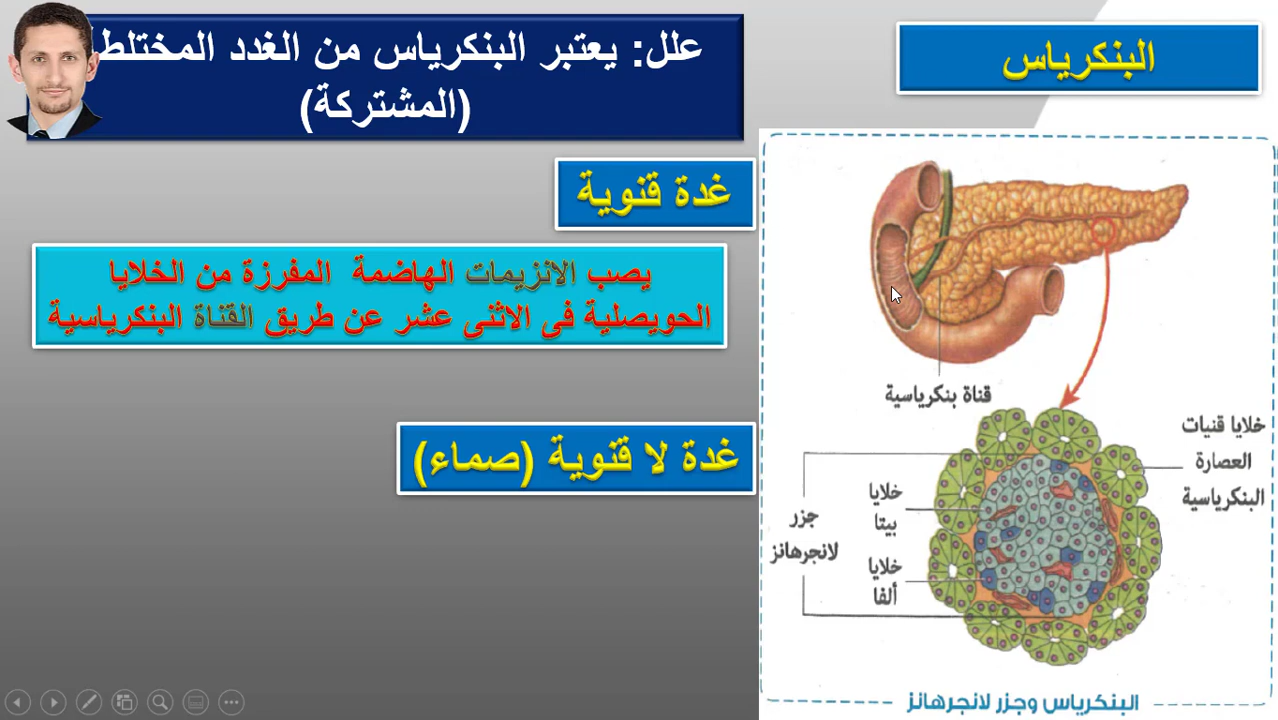 البنكرياس
علل: يعتبر البنكرياس من الغدد المختلطة
(المشتركة)
غدة قنوية
يصب الانزيمات الهاضمة المفرزة من الخلايا
الحويصلية فى الاثنى عشر عن طريق القناة البنكرياسية
غدة لا قنوية (صماء)
قناة بنكرياسية
خلايا قنيات
العصارة
البنكرياسية
خلايا
بيتا
جزر
لانجرهانز
خلايا
ألفا
البنكرياس وجزر لانجرهانز